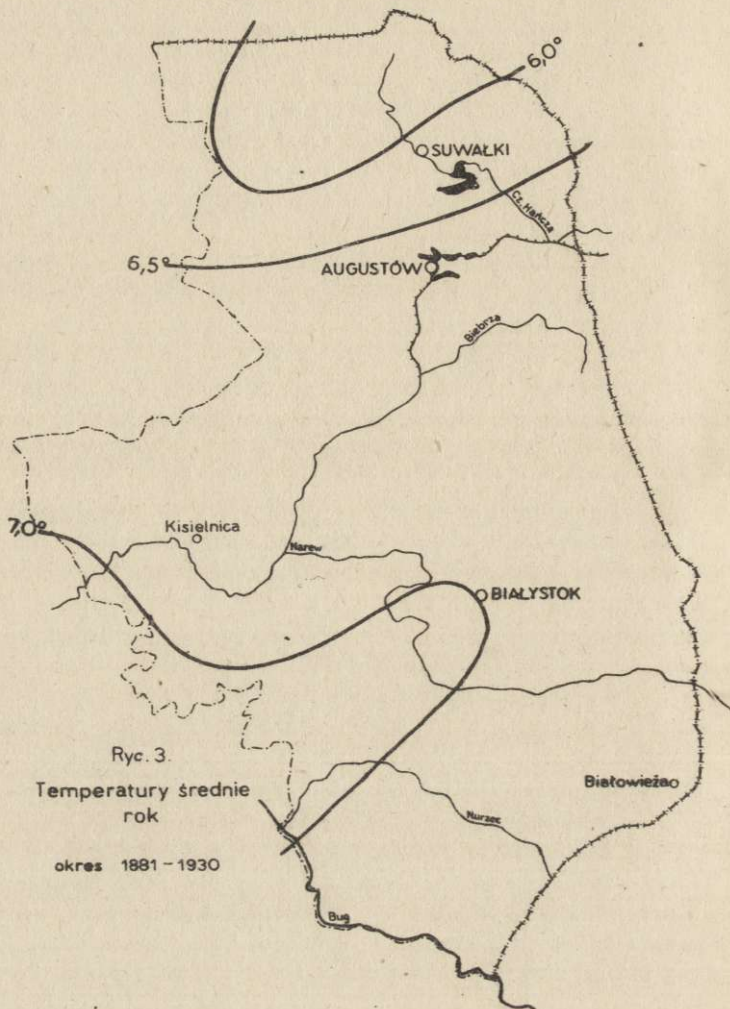 6,0°
SUWAŁKI
Cz. Hańcza
6,5°
AUGUSTÓW
Biebrza
7,0°
Kisielnica
Narew
BIAŁYSTOK
Ryc. 3.
Temperatury średnie
rok
okres 1881 – 1930
Białowieża
Nurzec
Bug